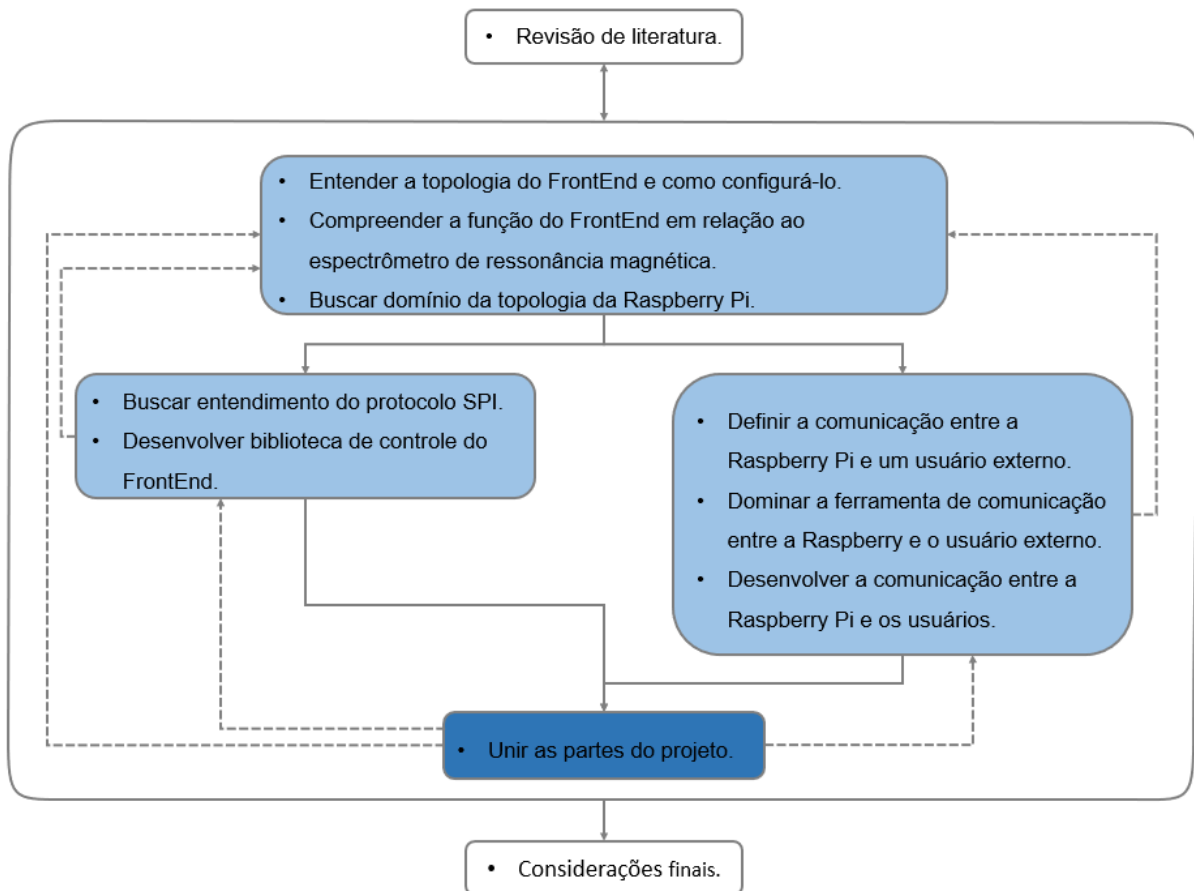 • Revisão de literatura.
• Entender a topologia do FrontEnd e como configurá-lo.
• Compreender a função do FrontEnd em relação ao
espectrômetro de ressonância magnética.
• Buscar domínio da topologia da Raspberry Pi.
• Buscar entendimento do protocolo SPI.
• Desenvolver biblioteca de controle do
FrontEnd.
• Definir a comunicação entre a
Raspberry Pi e um usuário externo.
• Dominar a ferramenta de comunicação
entre a Raspberry e o usuário externo.
• Desenvolver a comunicação entre a
Raspberry Pi e os usuários.
• Unir as partes do projeto.
• Considerações finais.